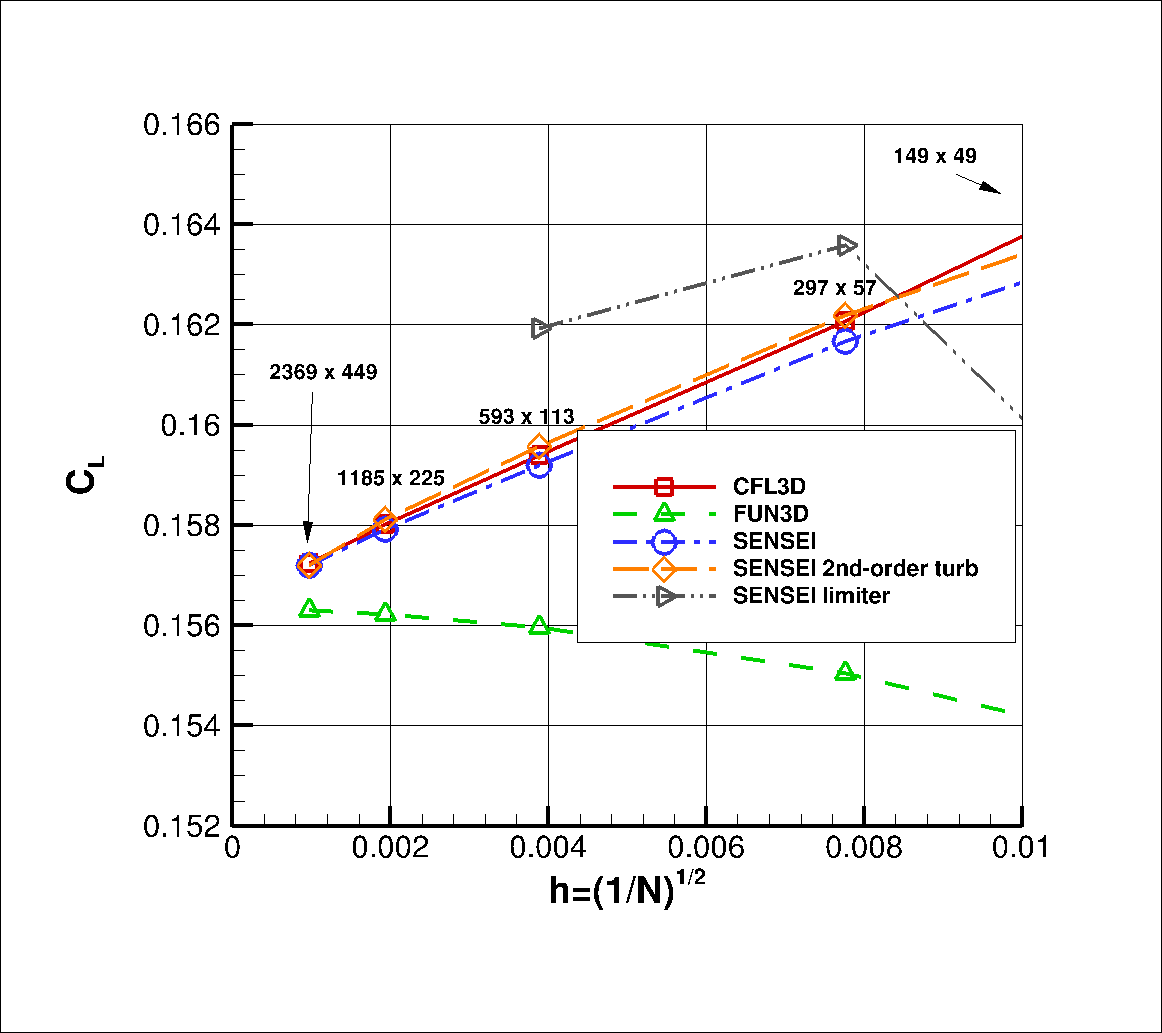 0.166
149 x 49
0.164
297 x 57
0.162
2369 x 449
593 x 113
0.16
1185 x 225
C_L
CFL3D
FUN3D
0.158
SENSEI
SENSEI 2nd-order turb
SENSEI limiter
0.156
0.154
0.152
0 0.002 0.004 0.006 0.008 0.01
h=(1/N)^1/2